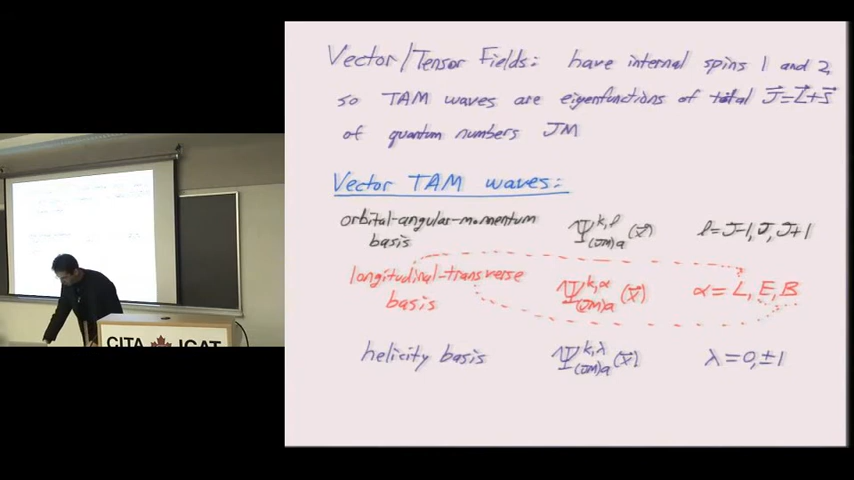 Vector/Tensor Fields: have internal spins 1 and 2,
so TAM waves are eigenfunctions of total J⃗=L⃗+S⃗
of quantum numbers JM
Vector TAM waves:
orbital-angular-momentum basis Ψ^{k,l}_{(JM)a}(x⃗) l=J-1, J, J+1
longitudinal-transverse basis Ψ^{k,α}_{(JM)a}(x⃗) α=L, E, B
helicity basis Ψ^{k,λ}_{(JM)a}(x⃗) λ=0,±1
CITA ICAT